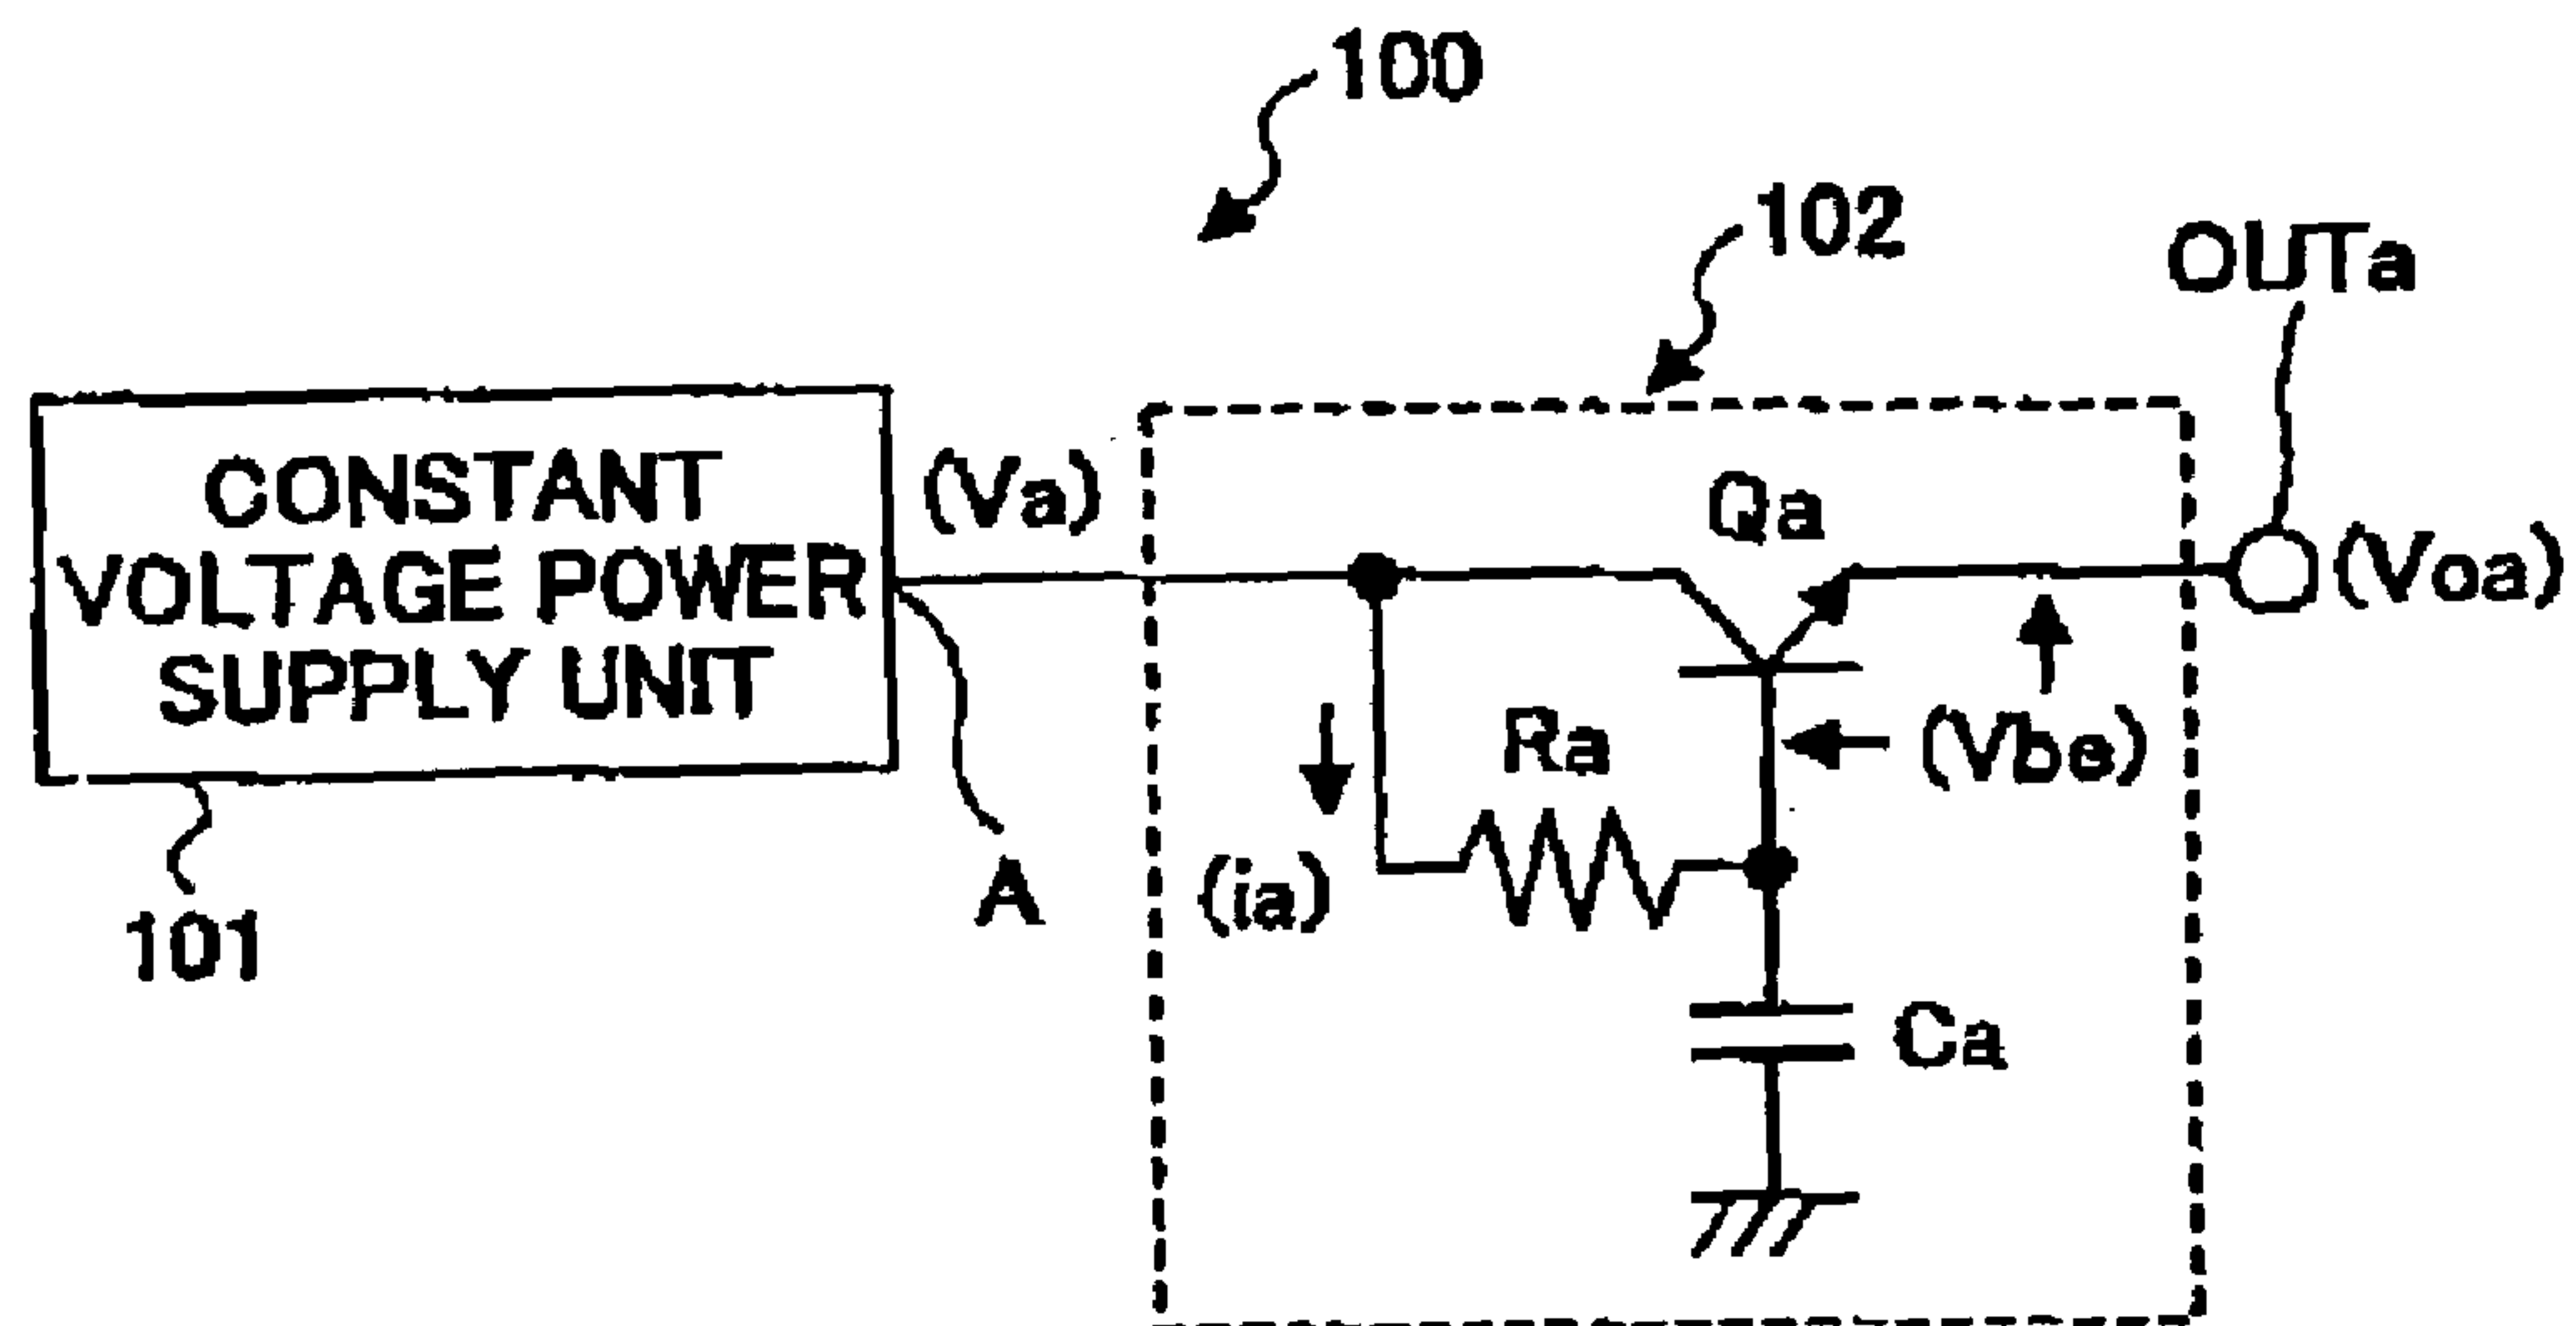 100
102
OUTa
CONSTANT
VOLTAGE POWER
SUPPLY UNIT
(Va)
Qa
(Voa)
Ra
(Vbe)
(ia)
A
101
Ca